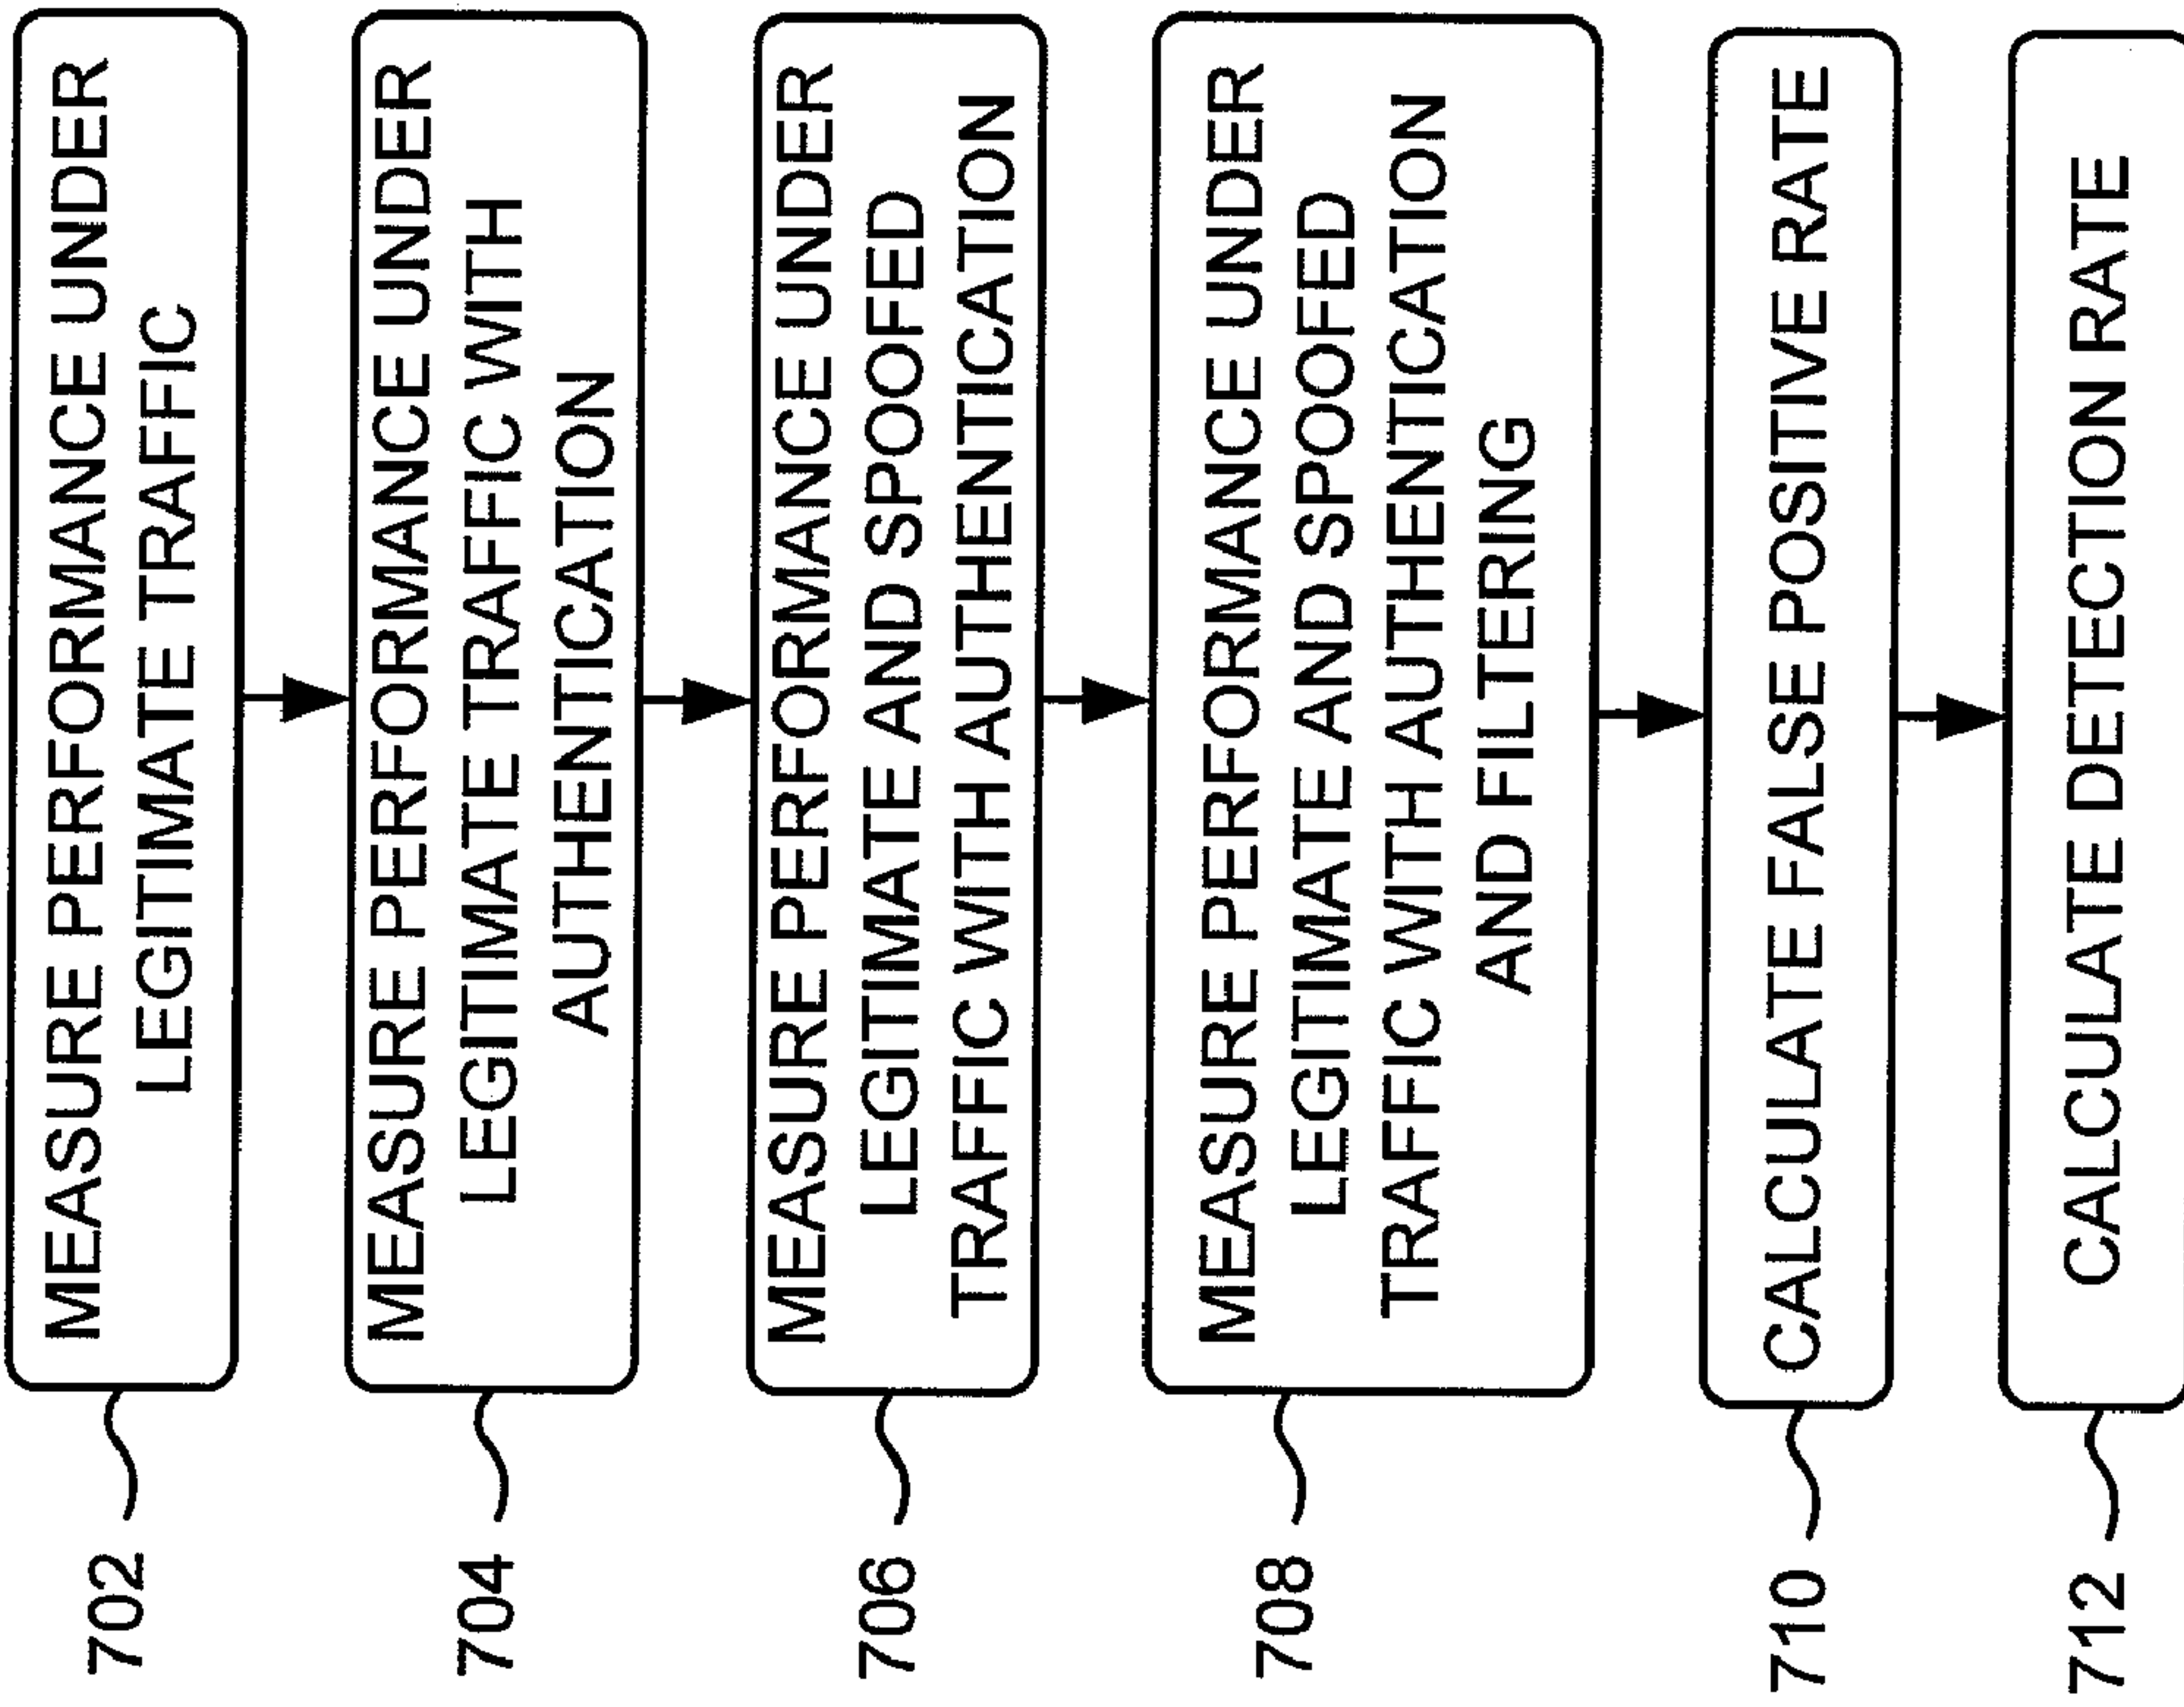 702
MEASURE PERFORMANCE UNDER
LEGITIMATE TRAFFIC
704
MEASURE PERFORMANCE UNDER
LEGITIMATE TRAFFIC WITH
AUTHENTICATION
706
MEASURE PERFORMANCE UNDER
LEGITIMATE AND SPOOFED
TRAFFIC WITH AUTHENTICATION
708
MEASURE PERFORMANCE UNDER
LEGITIMATE AND SPOOFED
TRAFFIC WITH AUTHENTICATION
AND FILTERING
710
CALCULATE FALSE POSITIVE RATE
712
CALCULATE DETECTION RATE